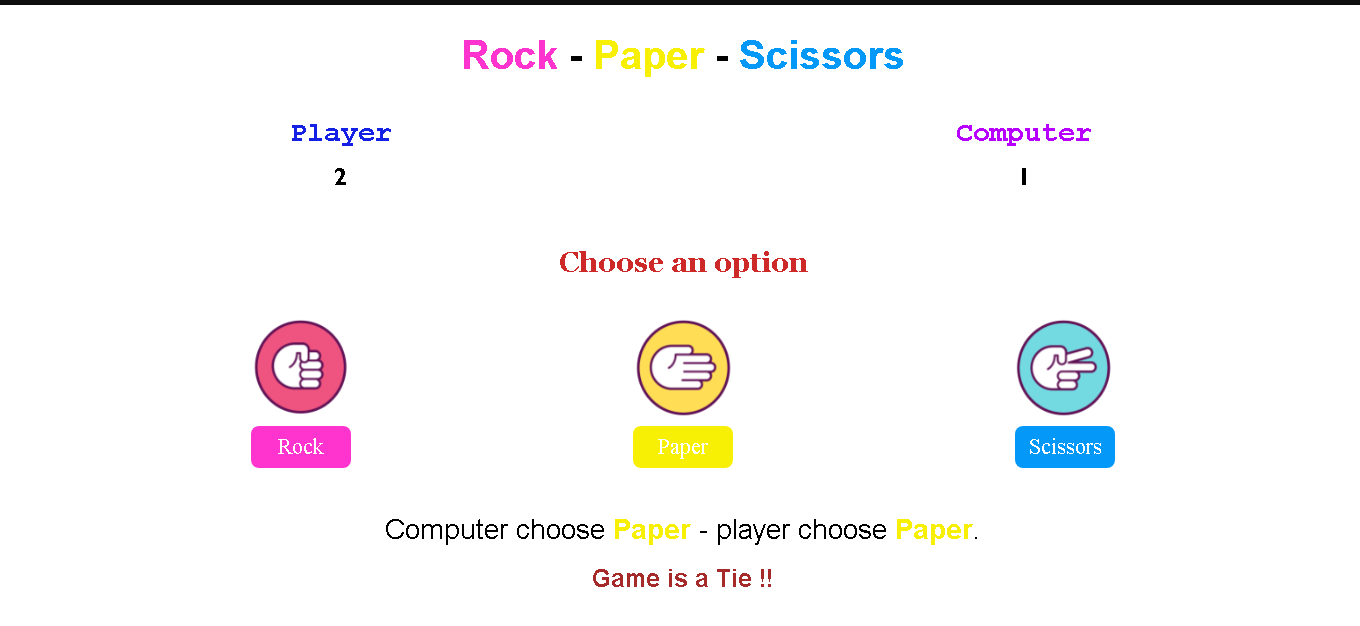 Rock - Paper - Scissors
Player Computer
2 1
Choose an option
Rock Paper Scissors
Computer choose Paper - player choose Paper.
Game is a Tie !!